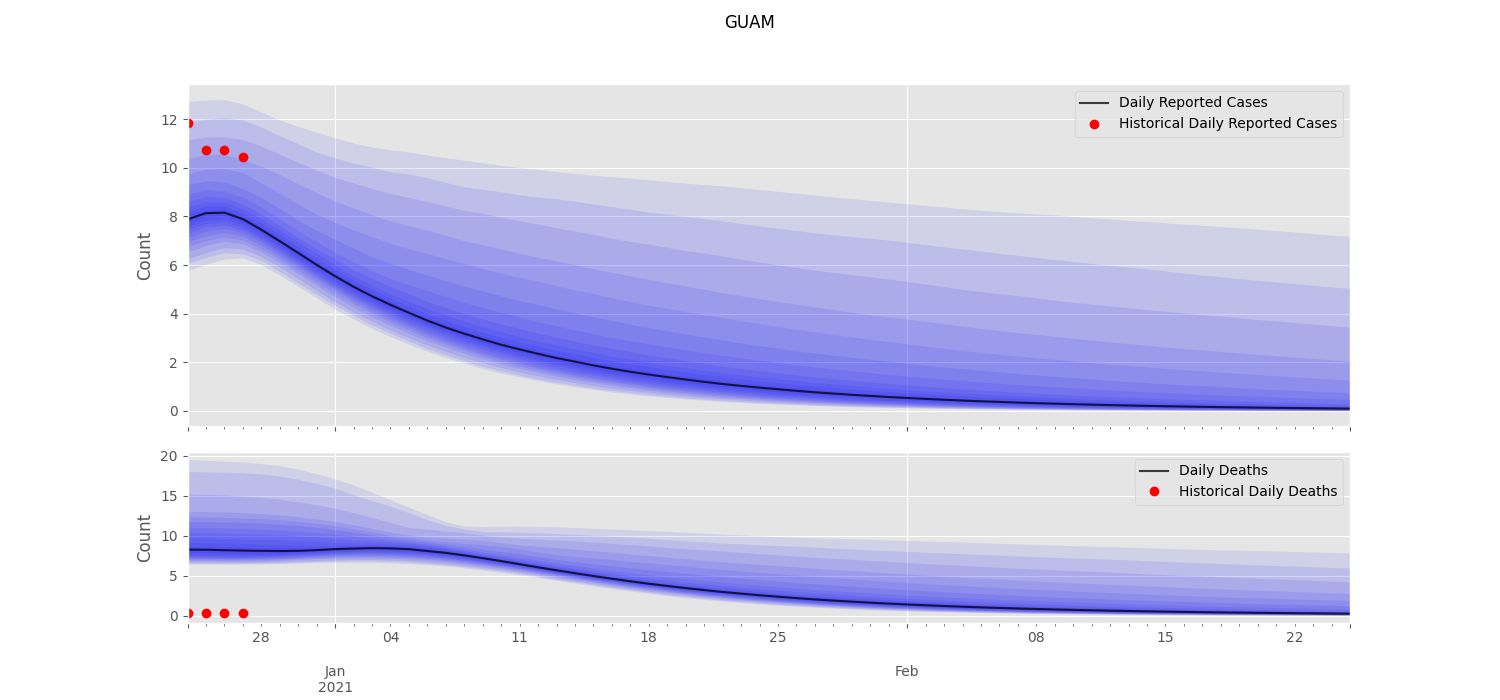 GUAM
Daily Reported Cases
Historical Daily Reported Cases
12
10
8
6
4
2
0
Count
Daily Deaths
Historical Daily Deaths
20
15
10
5
0
Count
28 04 11 18 25 08 15 22
Jan Feb
2021